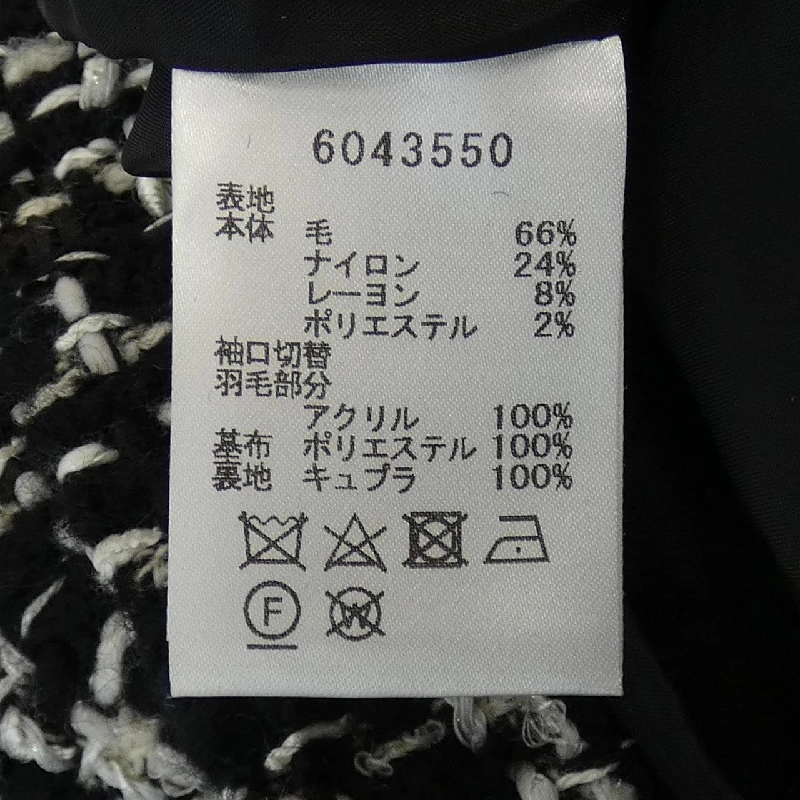 6043550
表地
本体 毛 66%
ナイロン 24%
レーヨン 8%
ポリエステル 2%
袖口切替
羽毛部分
アクリル 100%
基布 ポリエステル 100%
裏地 キュプラ 100%
F
W